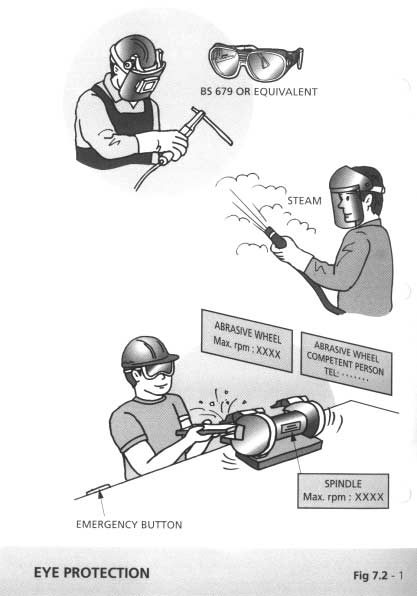 BS 679 OR EQUIVALENT
STEAM
ABRASIVE WHEEL
Max. rpm : XXXX
ABRASIVE WHEEL
COMPETENT PERSON
TEL: .......
SPINDLE
Max. rpm : XXXX
EMERGENCY BUTTON
EYE PROTECTION
Fig 7.2 - 1